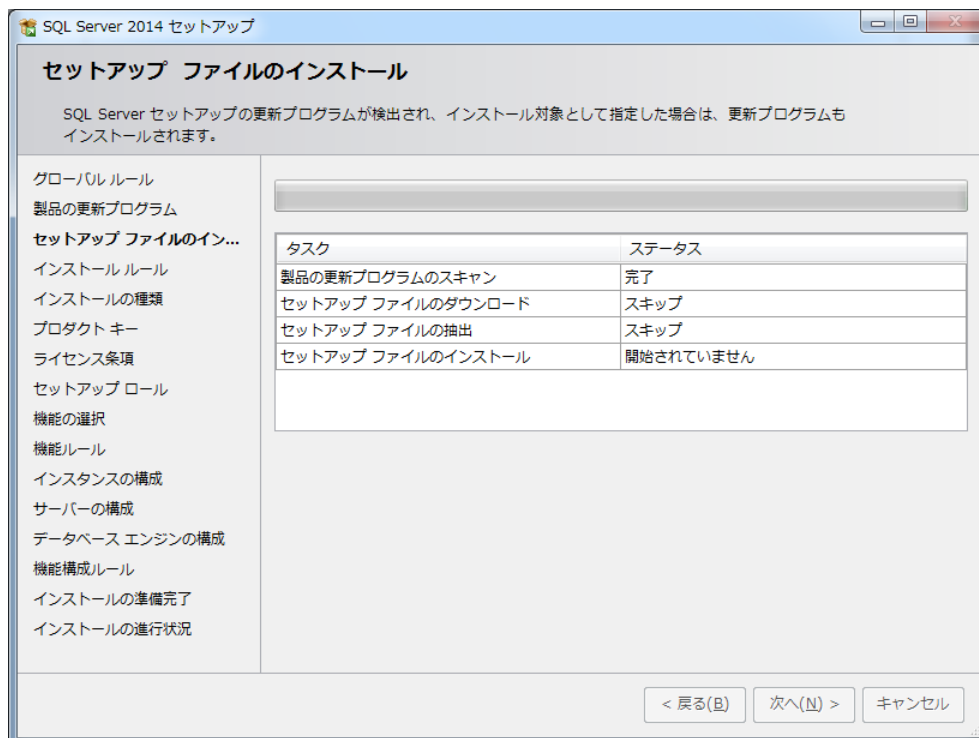 SQL Server 2014 セットアップ
セットアップ ファイルのインストール
SQL Server セットアップの更新プログラムが検出され、インストール対象として指定した場合は、更新プログラムも
インストールされます。
グローバル ルール
製品の更新プログラム
セットアップ ファイルのイン...
インストール ルール
インストールの種類
プロダクト キー
ライセンス条項
セットアップ ロール
機能の選択
機能ルール
インスタンスの構成
サーバーの構成
データベース エンジンの構成
機能構成ルール
インストールの準備完了
インストールの進行状況
タスク ステータス
製品の更新プログラムのスキャン 完了
セットアップ ファイルのダウンロード スキップ
セットアップ ファイルの抽出 スキップ
セットアップ ファイルのインストール 開始されていません
< 戻る(B) 次へ(N) > キャンセル